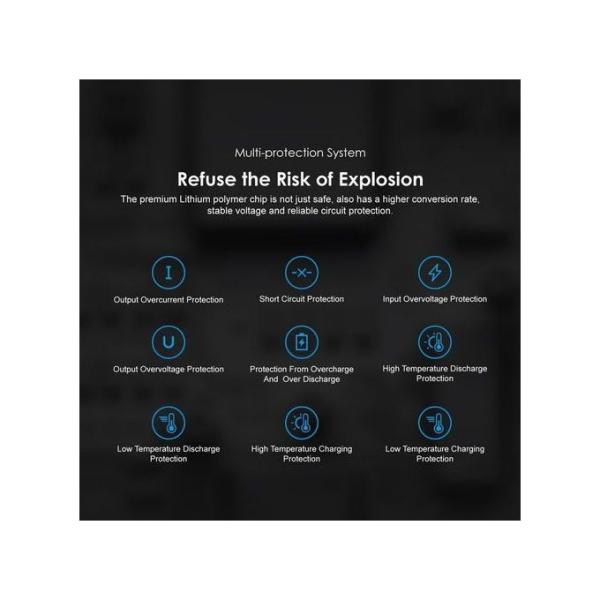 Multi-protection System
Refuse the Risk of Explosion
The premium Lithium polymer chip is not just safe, also has a higher conversion rate,
stable voltage and reliable circuit protection.
I
Output Overcurrent Protection
Short Circuit Protection
Input Overvoltage Protection
U
Output Overvoltage Protection
Protection From Overcharge
And Over Discharge
High Temperature Discharge
Protection
Low Temperature Discharge
Protection
High Temperature Charging
Protection
Low Temperature Charging
Protection